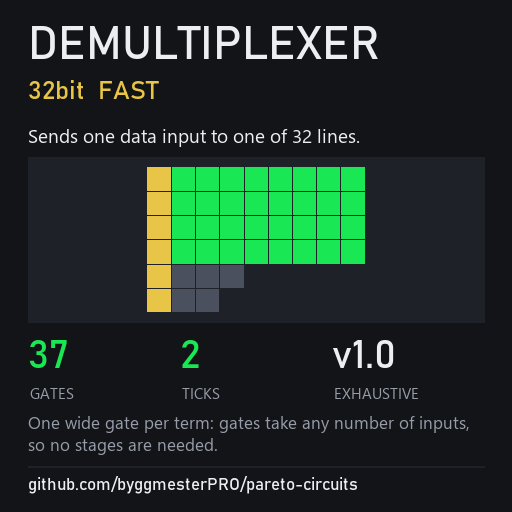 DEMULTIPLEXER
32bit FAST
Sends one data input to one of 32 lines.
37 2 v1.0
GATES TICKS EXHAUSTIVE
One wide gate per term: gates take any number of inputs,
so no stages are needed.
github.com/byggmesterPRO/pareto-circuits